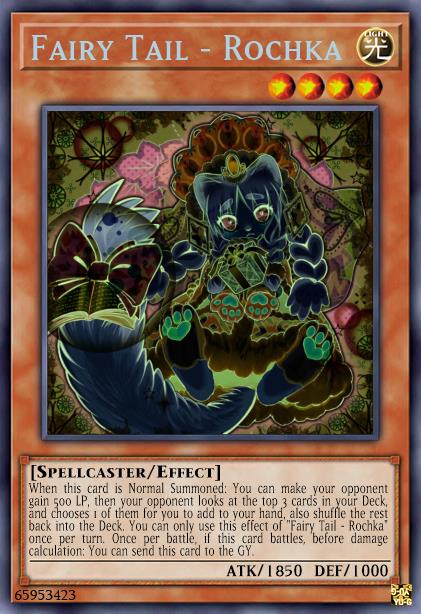 FAIRY TAIL - ROCHKA
LIGHT
光
[SPELLCASTER/EFFECT]
When this card is Normal Summoned: You can make your opponent
gain 500 LP, then your opponent looks at the top 3 cards in your Deck,
and chooses 1 of them for you to add to your hand, also shuffle the rest
back into the Deck. You can only use this effect of "Fairy Tail - Rochka"
once per turn. Once per battle, if this card battles, before damage
calculation: You can send this card to the GY.
ATK/1850 DEF/1000
65953423